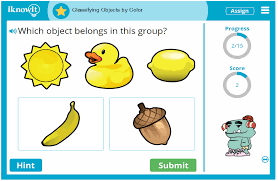 iKnowIt
Classifying Objects by Color
Assign
Which object belongs in this group?
Progress
2/15
Score
2
Hint
Submit